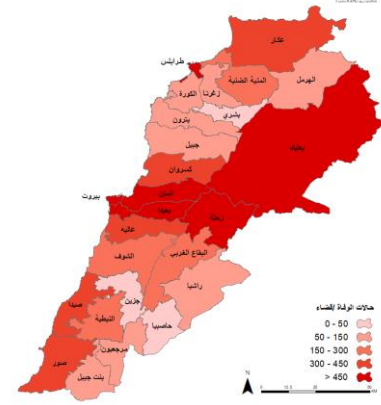 عكار
طرابلس
المنية الضنية
الهرمل
زغرتا
الكورة
بشري
بترون
بعلبك
جبيل
كسروان
المتن
بيروت
بعبدا
زحلة
عاليه
الشوف
البقاع الغربي
راشيا
صيدا
جزين
النبطية
حاصبيا
صور
مرجعيون
بنت جبيل
حالات الوفاة /قضاء
0 - 50
50 - 150
150 - 300
300 - 450
> 450
N